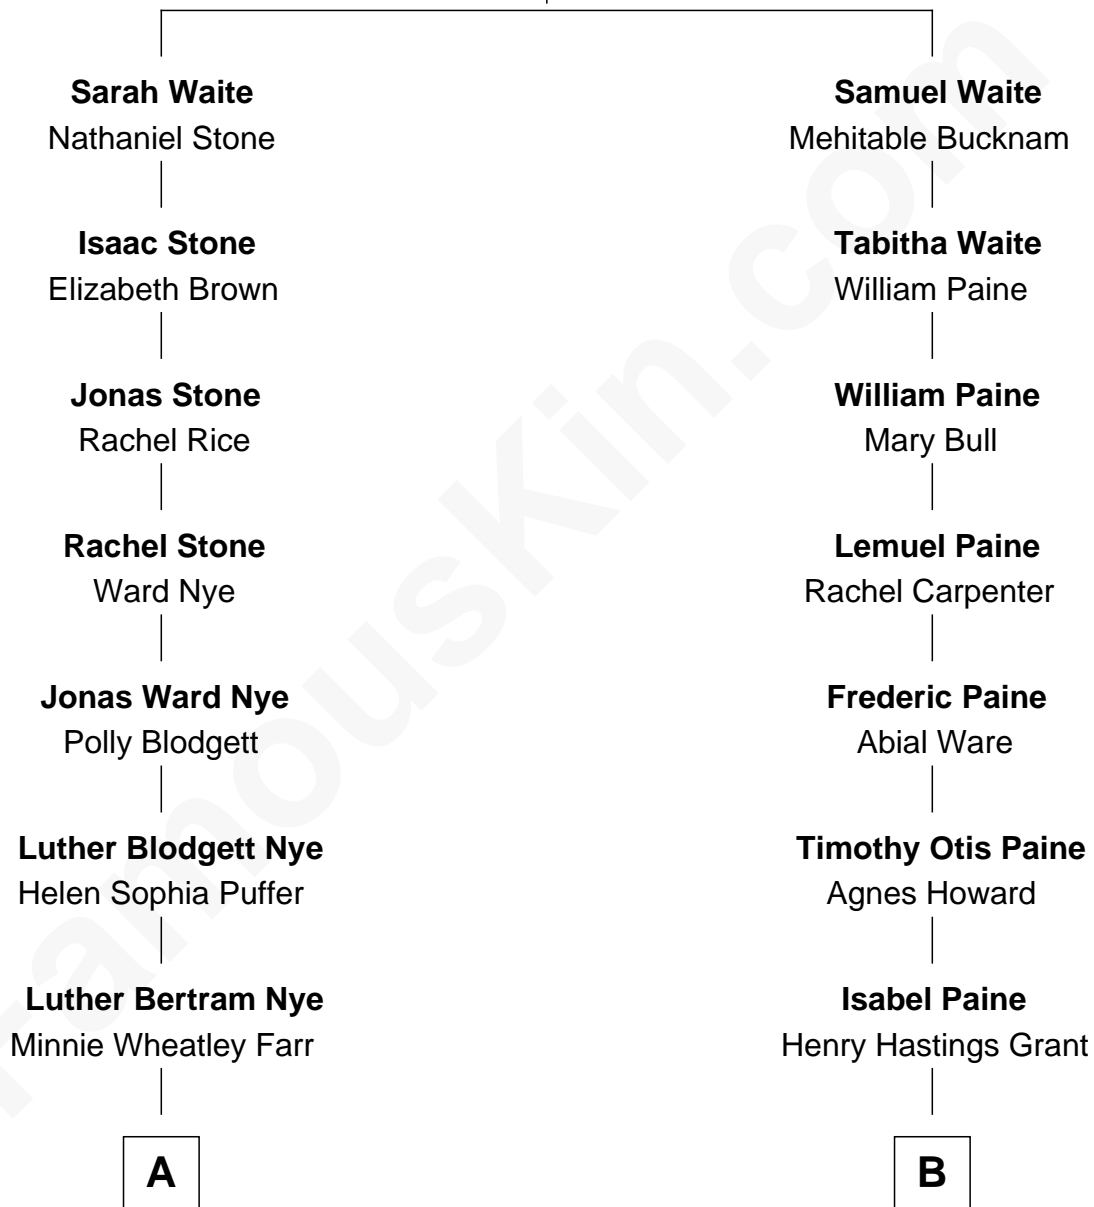 Sarah Waite
Nathaniel Stone
Isaac Stone
Elizabeth Brown
Jonas Stone
Rachel Rice
Rachel Stone
Ward Nye
Jonas Ward Nye
Polly Blodgett
Luther Blodgett Nye
Helen Sophia Puffer
Luther Bertram Nye
Minnie Wheatley Farr
A
Samuel Waite
Mehitable Bucknam
Tabitha Waite
William Paine
William Paine
Mary Bull
Lemuel Paine
Rachel Carpenter
Frederic Paine
Abial Ware
Timothy Otis Paine
Agnes Howard
Isabel Paine
Henry Hastings Grant
B
FamousKin.com